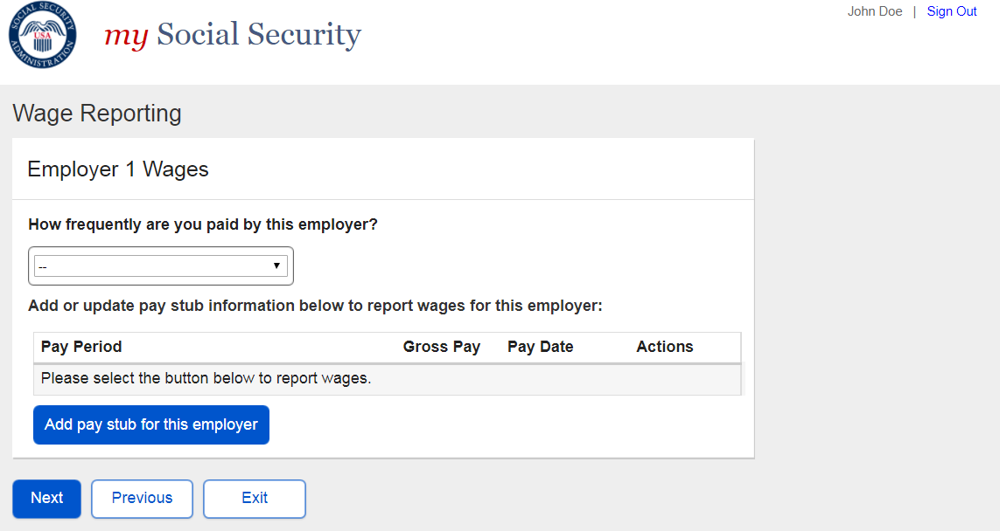 SOCIAL SECURITY
USA
ADMINISTRATION
my Social Security
John Doe | Sign Out
Wage Reporting
Employer 1 Wages
How frequently are you paid by this employer?
--
Add or update pay stub information below to report wages for this employer:
Pay Period Gross Pay Pay Date Actions
Please select the button below to report wages.
Add pay stub for this employer
Next Previous Exit